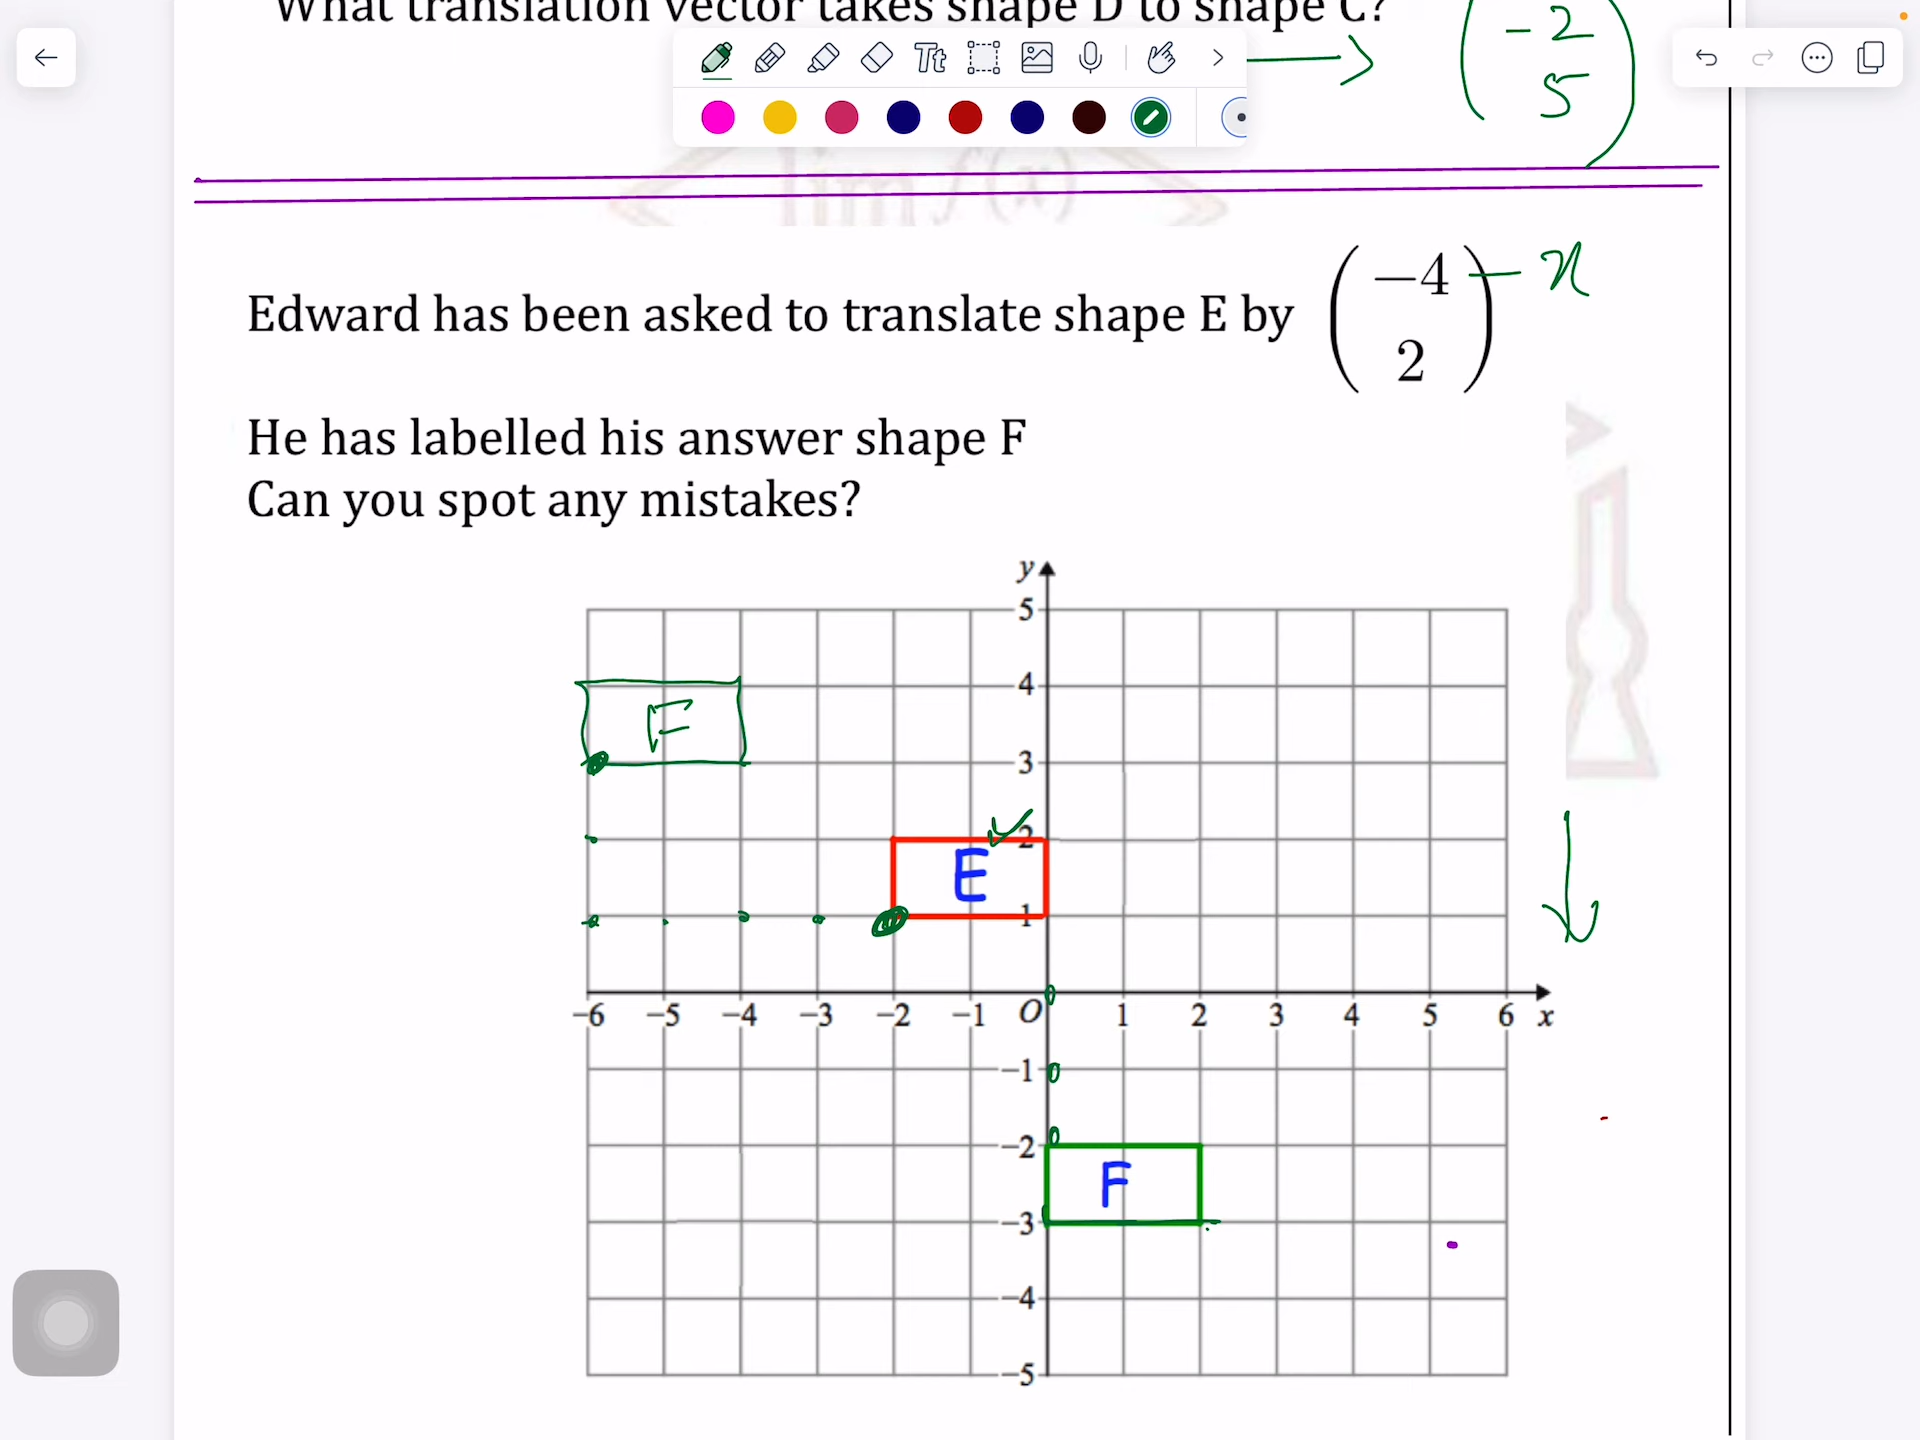 What translation vector takes shape D to shape C?
-2
5
Tt
lim f(x)
Edward has been asked to translate shape E by
−4
2
x
He has labelled his answer shape F
Can you spot any mistakes?
y
5
4
F
3
2
E
1
−6 −5 −4 −3 −2 −1 O 1 2 3 4 5 6 x
−1
−2
F
−3
−4
−5